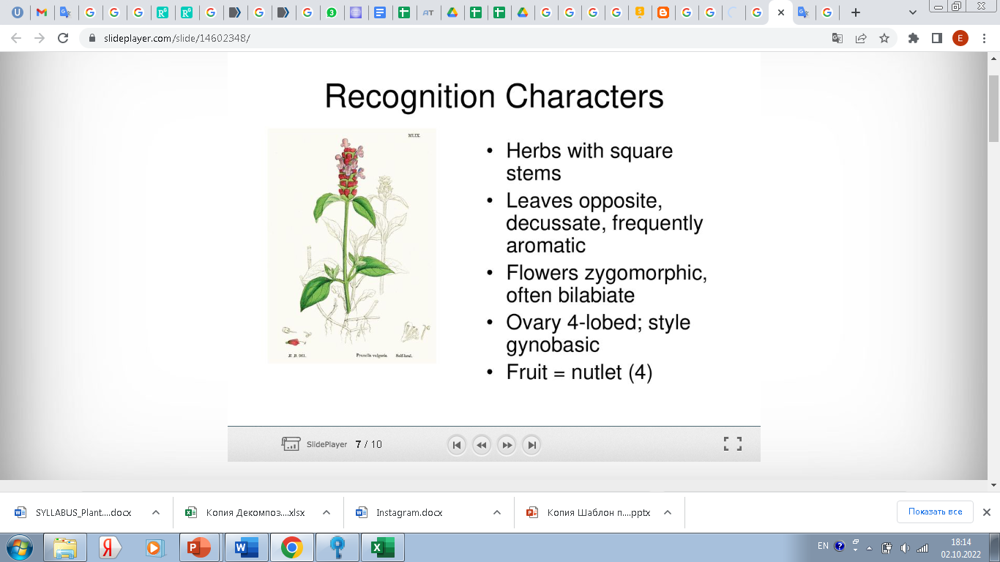 slideplayer.com/slide/14602348/
E
Recognition Characters
MLIX.
E. B. 961.
Prunella vulgaris. Self-heal.
• Herbs with square
stems
• Leaves opposite,
decussate, frequently
aromatic
• Flowers zygomorphic,
often bilabiate
• Ovary 4-lobed; style
gynobasic
• Fruit = nutlet (4)
SlidePlayer 7 / 10
SYLLABUS_Plant....docx
Копия Декомпоз....xlsx
Instagram.docx
Копия Шаблон п....pptx
Показать все
EN
18:14
02.10.2022